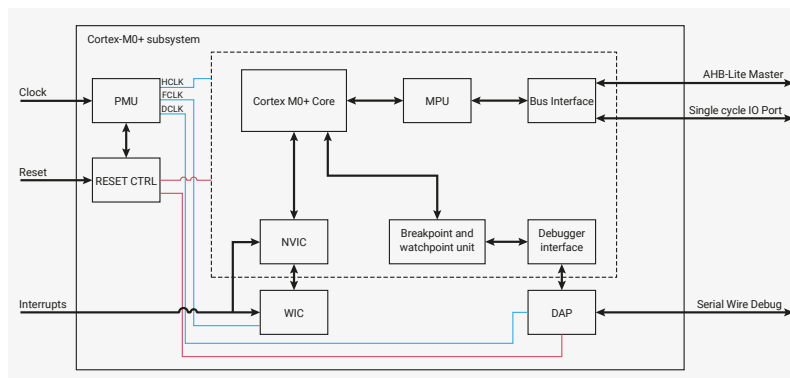 Cortex-M0+ subsystem
AHB-Lite Master
HCLK
Clock
PMU
FCLK
DCLK
Cortex M0+ Core
MPU
Bus Interface
Single cycle IO Port
Reset
RESET CTRL
NVIC
Breakpoint and
watchpoint unit
Debugger
interface
Interrupts
WIC
DAP
Serial Wire Debug